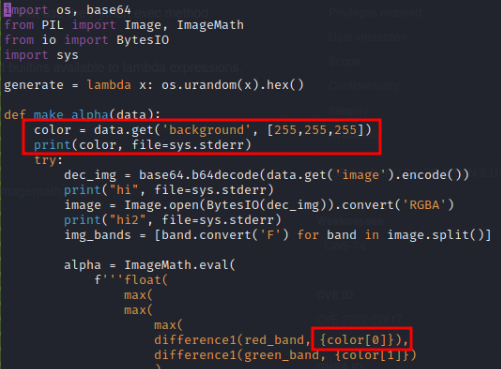 import os, base64
from PIL import Image, ImageMath
from io import BytesIO
import sys
generate = lambda x: os.urandom(x).hex()
def make_alpha(data):
color = data.get('background', [255,255,255])
print(color, file=sys.stderr)
try:
dec_img = base64.b64decode(data.get('image').encode())
print("hi", file=sys.stderr)
image = Image.open(BytesIO(dec_img)).convert('RGBA')
print("hi2", file=sys.stderr)
img_bands = [band.convert('F') for band in image.split()]
alpha = ImageMath.eval(
f'''float(
max(
max(
max(
difference1(red_band, {color[0]}),
difference1(green_band, {color[1]})